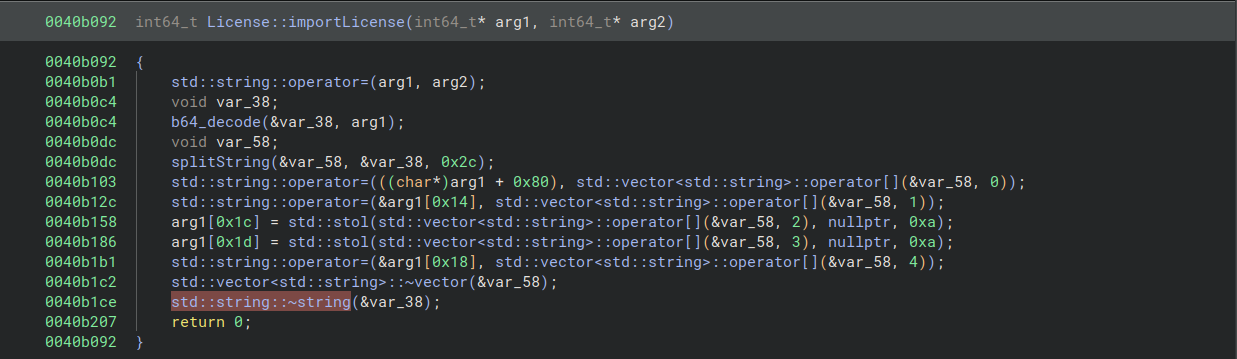 0040b092 int64_t License::importLicense(int64_t* arg1, int64_t* arg2)
0040b092 {
0040b0b1 std::string::operator=(arg1, arg2);
0040b0c4 void var_38;
0040b0c4 b64_decode(&var_38, arg1);
0040b0dc void var_58;
0040b0dc splitString(&var_58, &var_38, 0x2c);
0040b103 std::string::operator=(((char*)arg1 + 0x80), std::vector<std::string>::operator[](&var_58, 0));
0040b12c std::string::operator=(&arg1[0x14], std::vector<std::string>::operator[](&var_58, 1));
0040b158 arg1[0x1c] = std::stol(std::vector<std::string>::operator[](&var_58, 2), nullptr, 0xa);
0040b186 arg1[0x1d] = std::stol(std::vector<std::string>::operator[](&var_58, 3), nullptr, 0xa);
0040b1b1 std::string::operator=(&arg1[0x18], std::vector<std::string>::operator[](&var_58, 4));
0040b1c2 std::vector<std::string>::~vector(&var_58);
0040b1ce std::string::~string(&var_38);
0040b207 return 0;
0040b092 }